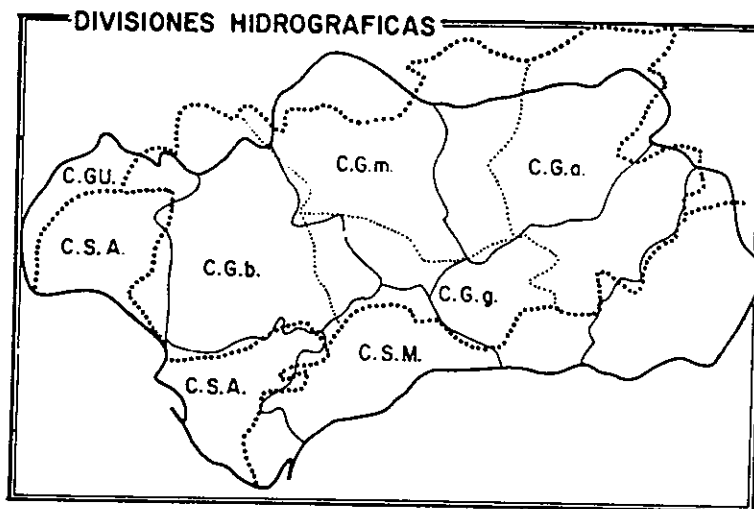 DIVISIONES HIDROGRAFICAS
C.G.m.
C.G.a.
C.GU.
C.S.A.
C.G.b.
C.G.g.
C.S.M.
C.S.A.